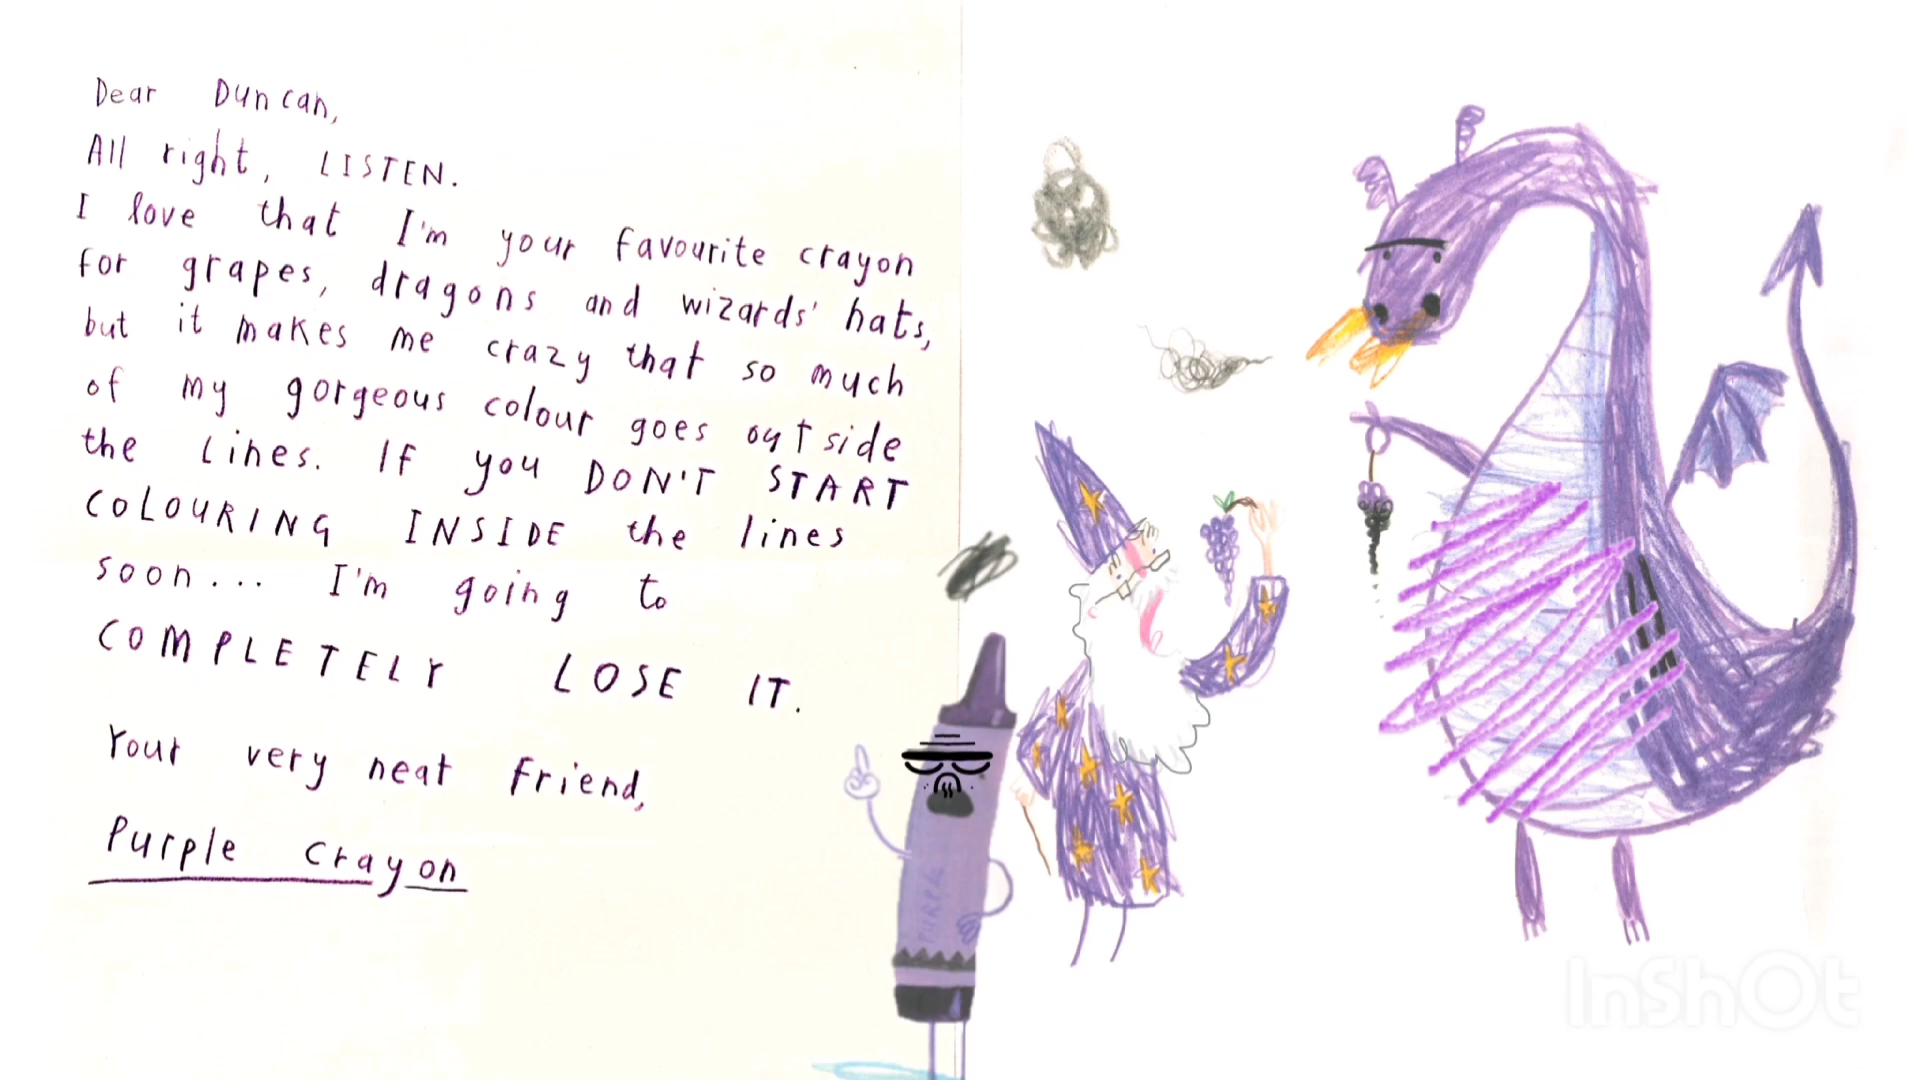 Dear Duncan,
All right, LISTEN.
I love that I'm your favourite crayon
for grapes, dragons and wizards' hats,
but it makes me crazy that so much
of my gorgeous colour goes outside
the lines. If you DON'T START
COLOURING INSIDE the lines
soon... I'm going to
COMPLETELY LOSE IT.
Your very neat friend,
Purple Crayon
PURPLE
InShOt